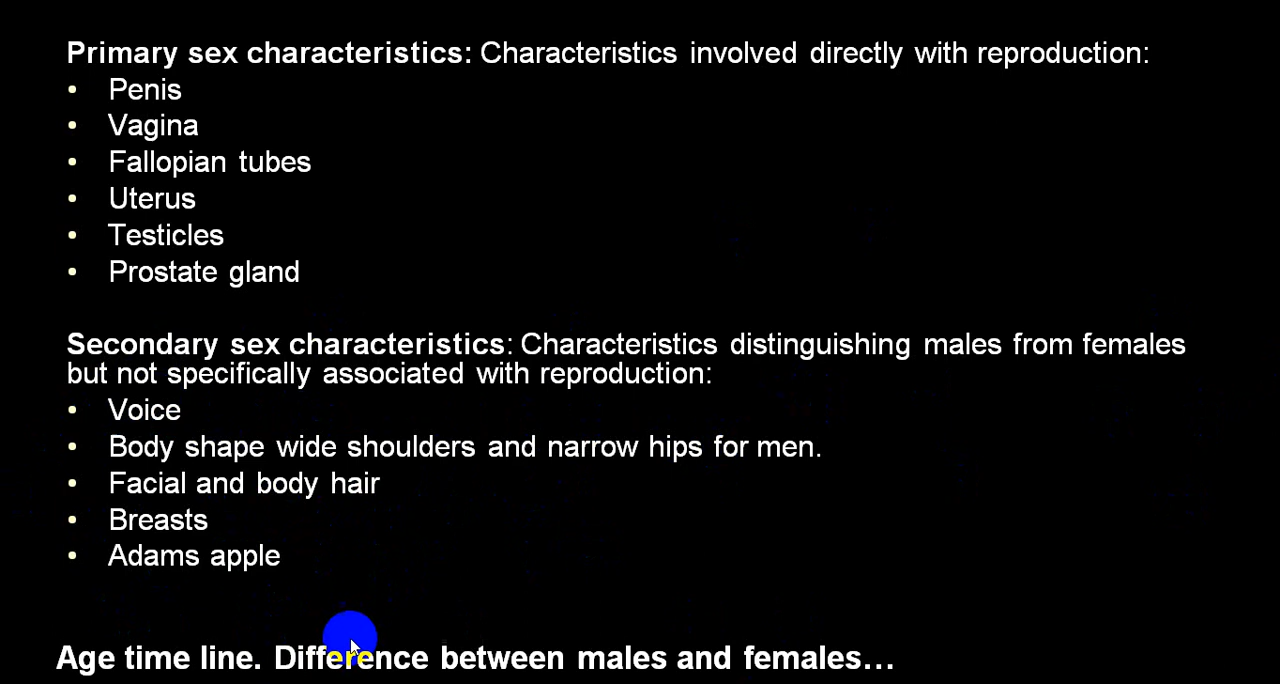 Primary sex characteristics: Characteristics involved directly with reproduction:
• Penis
• Vagina
• Fallopian tubes
• Uterus
• Testicles
• Prostate gland
Secondary sex characteristics: Characteristics distinguishing males from females
but not specifically associated with reproduction:
• Voice
• Body shape wide shoulders and narrow hips for men.
• Facial and body hair
• Breasts
• Adams apple
Age time line. Difference between males and females…